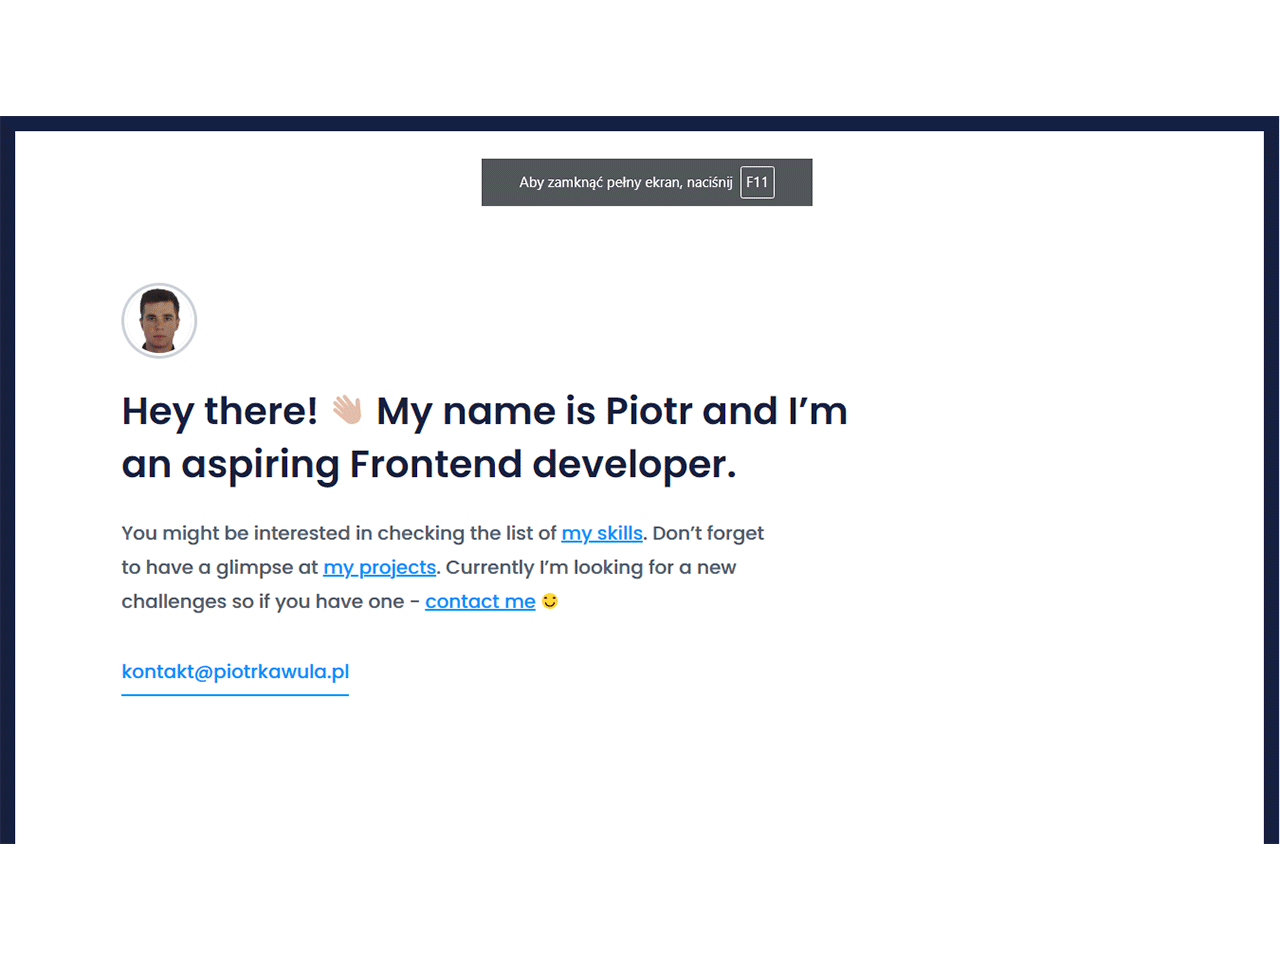 Aby zamknąć pełny ekran, naciśnij F11
Hey there! 👋 My name is Piotr and I’m
an aspiring Frontend developer.
You might be interested in checking the list of my skills. Don’t forget
to have a glimpse at my projects. Currently I’m looking for a new
challenges so if you have one - contact me
kontakt@piotrkawula.pl